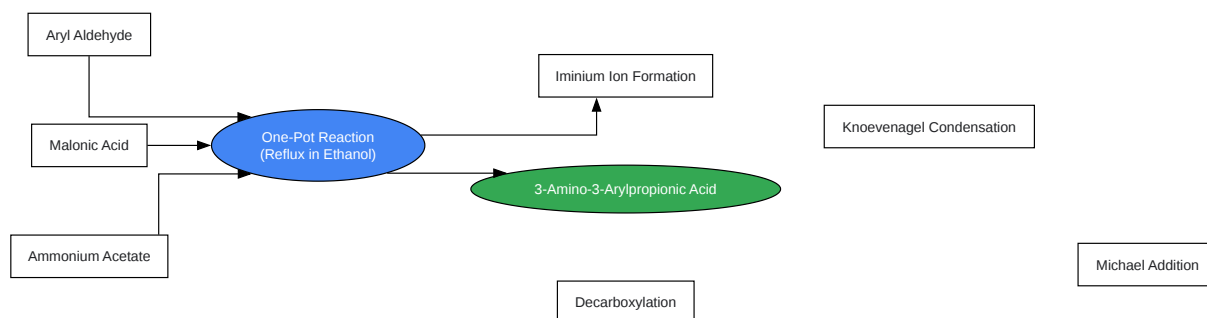 Aryl Aldehyde
Iminium Ion Formation
Knoevenagel Condensation
Malonic Acid
One-Pot Reaction
(Reflux in Ethanol)
3-Amino-3-Arylpropionic Acid
Ammonium Acetate
Michael Addition
Decarboxylation